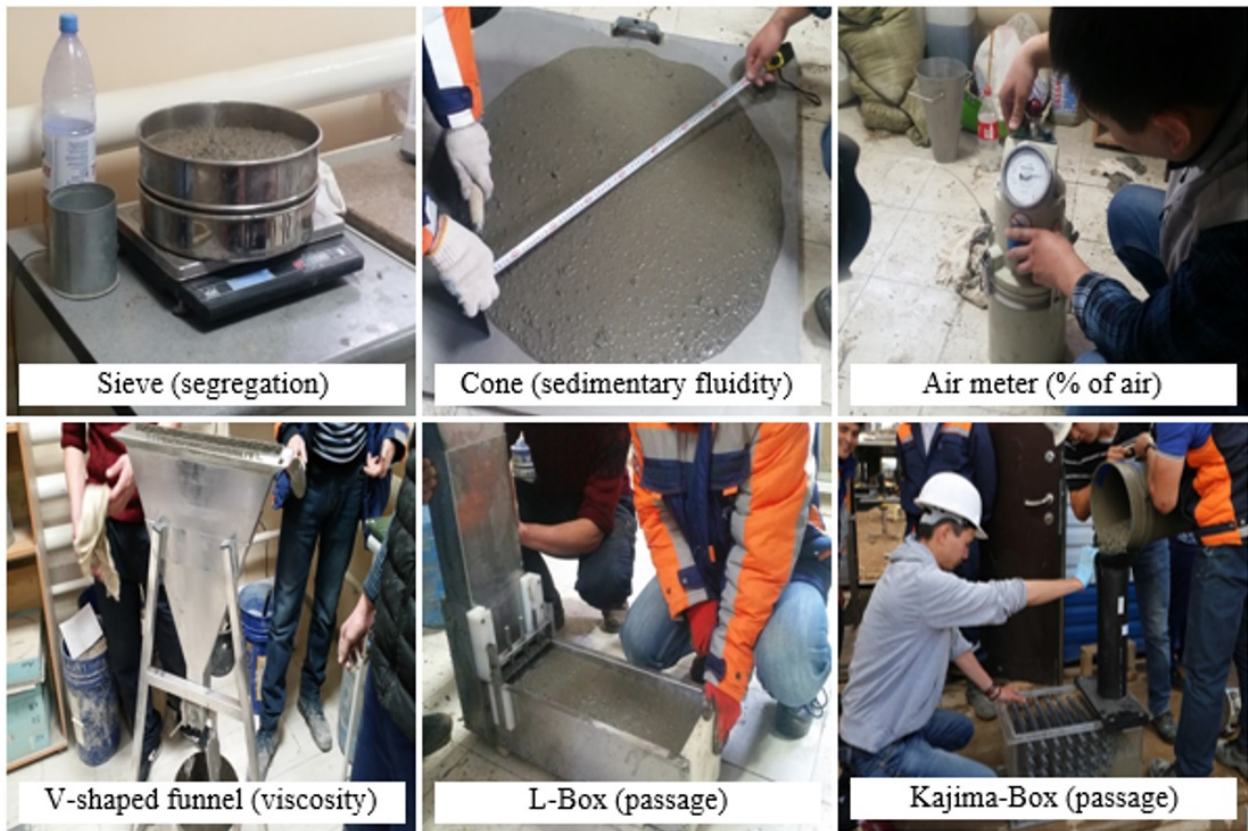 Sieve (segregation)
Cone (sedimentary fluidity)
Air meter (% of air)
V-shaped funnel (viscosity)
L-Box (passage)
Kajima-Box (passage)